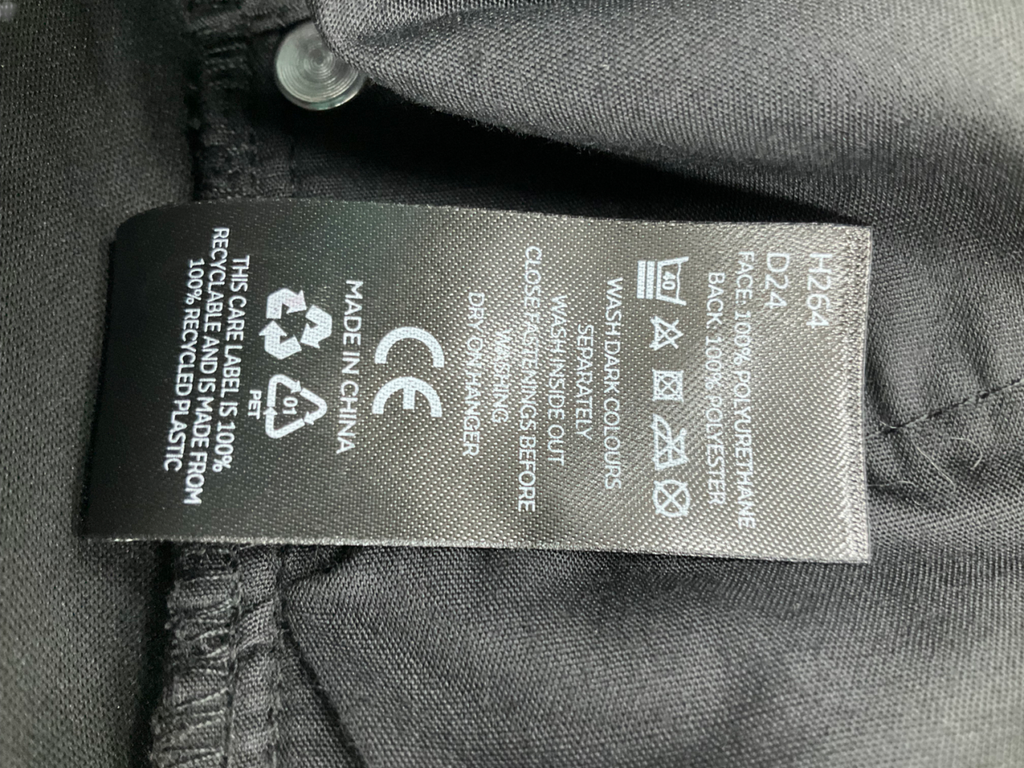 H264
D24
FACE: 100% POLYURETHANE
BACK: 100% POLYESTER
40
WASH DARK COLOURS
SEPARATELY
WASH INSIDE OUT
CLOSE FASTENINGS BEFORE
WASHING
DRY ON HANGER
CE
MADE IN CHINA
01
PET
THIS CARE LABEL IS 100%
RECYCLABLE AND IS MADE FROM
100% RECYCLED PLASTIC